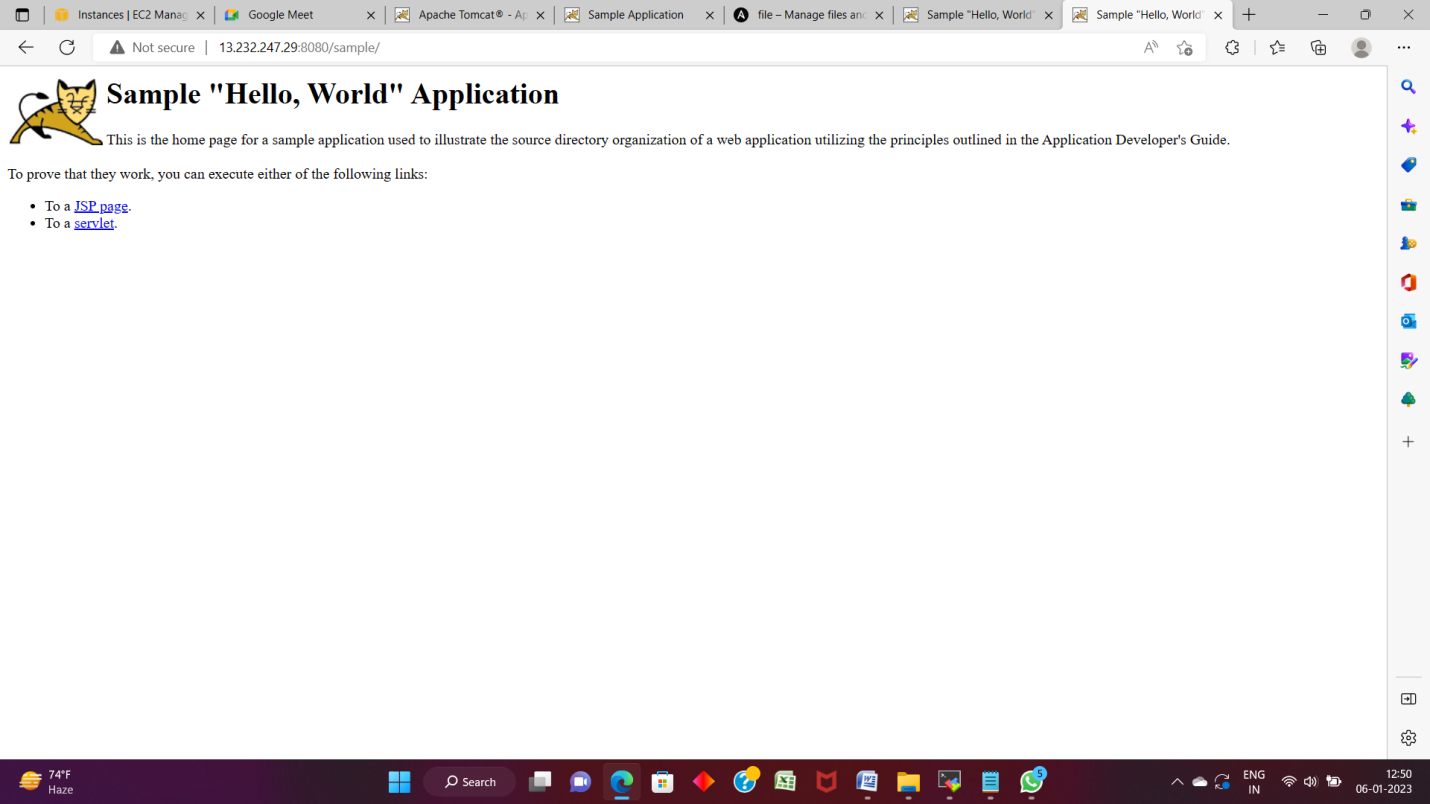 Instances | EC2 Manag
Google Meet
Apache Tomcat® - Ap
Sample Application
file – Manage files and
Sample "Hello, World"
Sample "Hello, World"
Not secure
13.232.247.29:8080/sample/
Sample "Hello, World" Application
This is the home page for a sample application used to illustrate the source directory organization of a web application utilizing the principles outlined in the Application Developer's Guide.
To prove that they work, you can execute either of the following links:
• To a JSP page.
• To a servlet.
74°F
Haze
Search
5
ENG
IN
12:50
06-01-2023